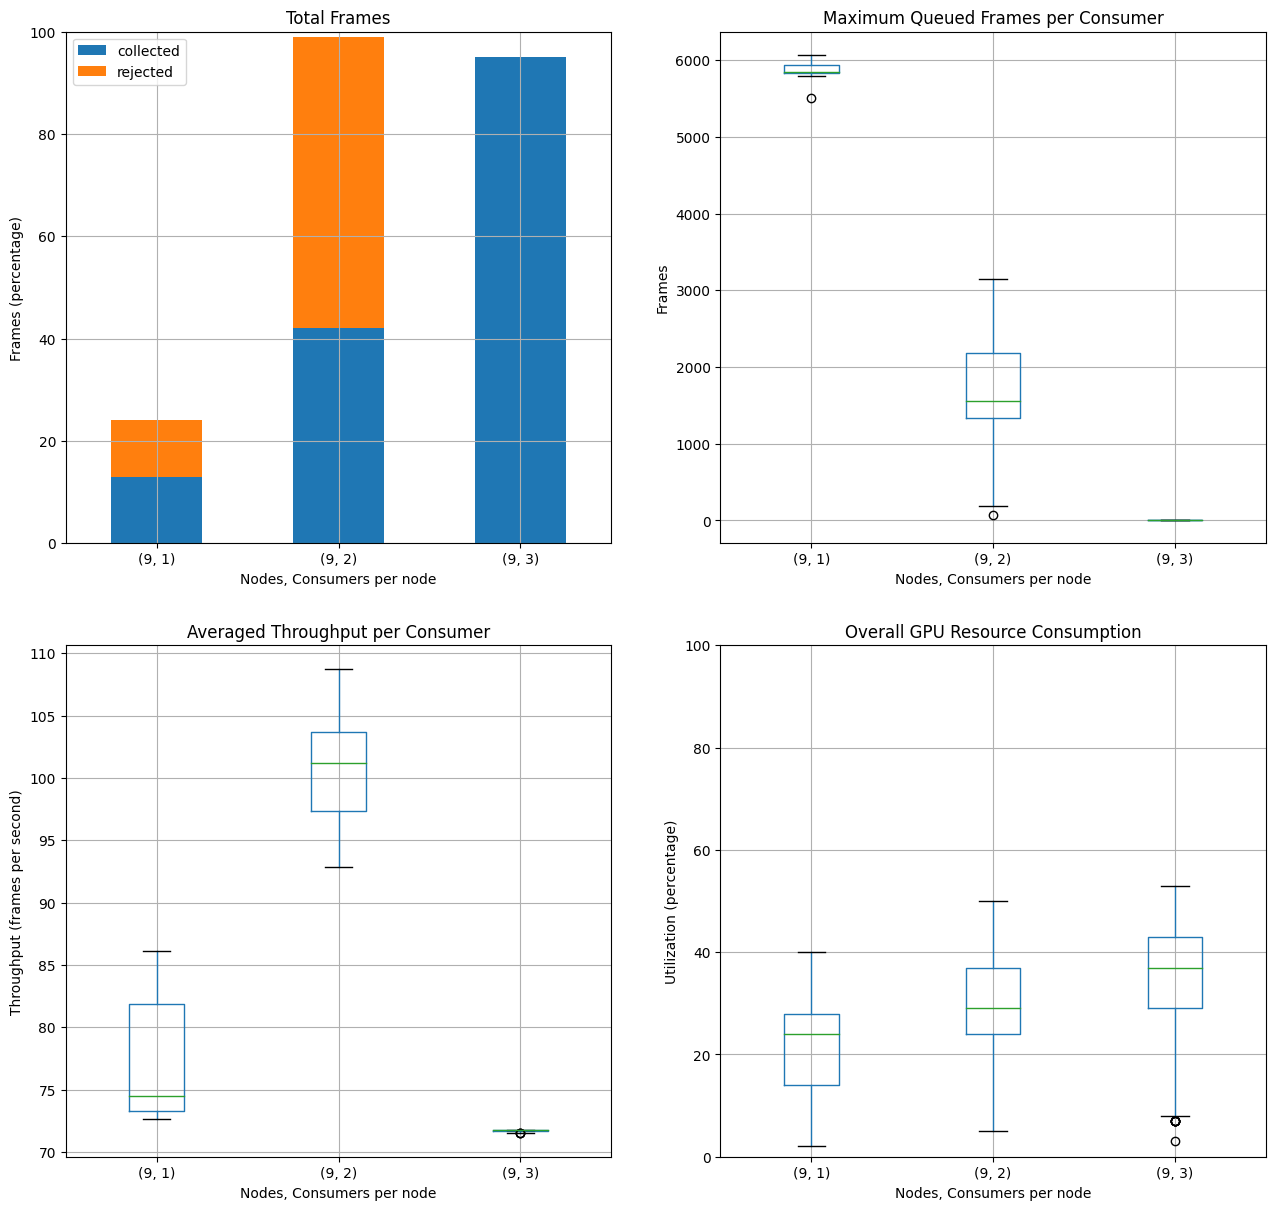 Total Frames
collected
rejected
Frames (percentage)
100
80
60
40
20
0
(9, 1) (9, 2) (9, 3)
Nodes, Consumers per node
Maximum Queued Frames per Consumer
Frames
6000
5000
4000
3000
2000
1000
0
(9, 1) (9, 2) (9, 3)
Nodes, Consumers per node
Averaged Throughput per Consumer
Throughput (frames per second)
110
105
100
95
90
85
80
75
70
(9, 1) (9, 2) (9, 3)
Nodes, Consumers per node
Overall GPU Resource Consumption
Utilization (percentage)
100
80
60
40
20
0
(9, 1) (9, 2) (9, 3)
Nodes, Consumers per node